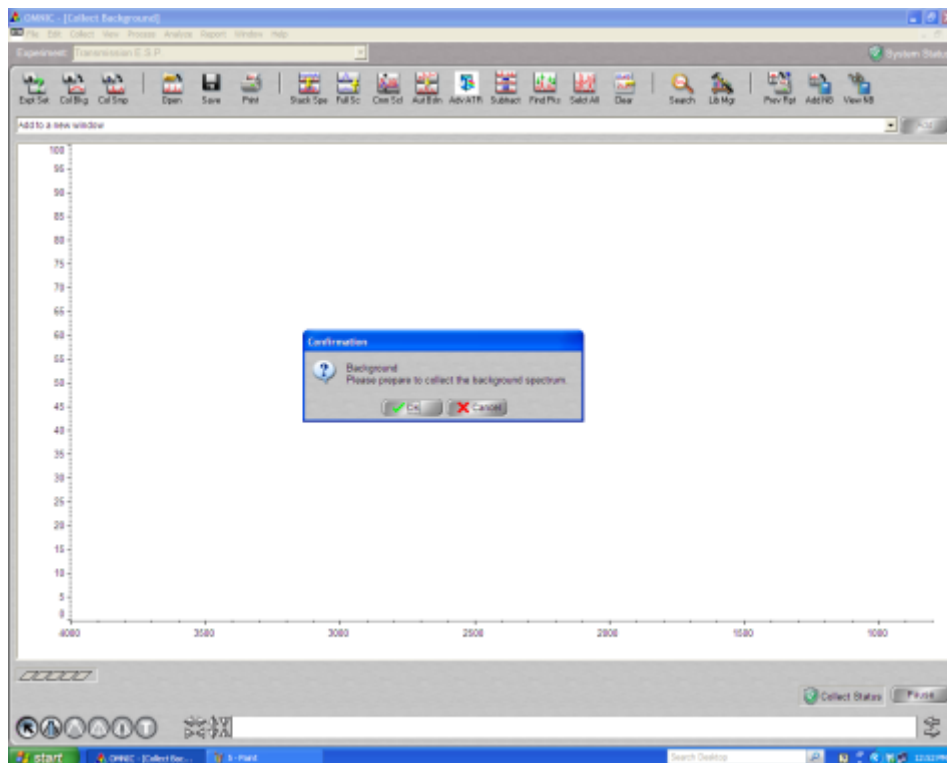 OMNIC - [Collect Background]
File Edit Collect View Process Analyze Report Window Help
Experiment: Transmission E.S.P. System Status
Expt Set Col Bkg Col Smp Open Save Print Stack Spe Full Sc Cmn Scl Aut Bsln Adv ATR Subtract Find Pks Selct All Clear Search Lib Mgr Prev Rpt Add NB View NB
Add to a new window Add
100
95
90
85
80
75
70
65
60
55
50
45
40
35
30
25
20
15
10
5
0
4000 3500 3000 2500 2000 1500 1000
Confirmation
Background
Please prepare to collect the background spectrum.
OK Cancel
Collect Status Pause
start OMNIC - [Collect Bac... Search Desktop